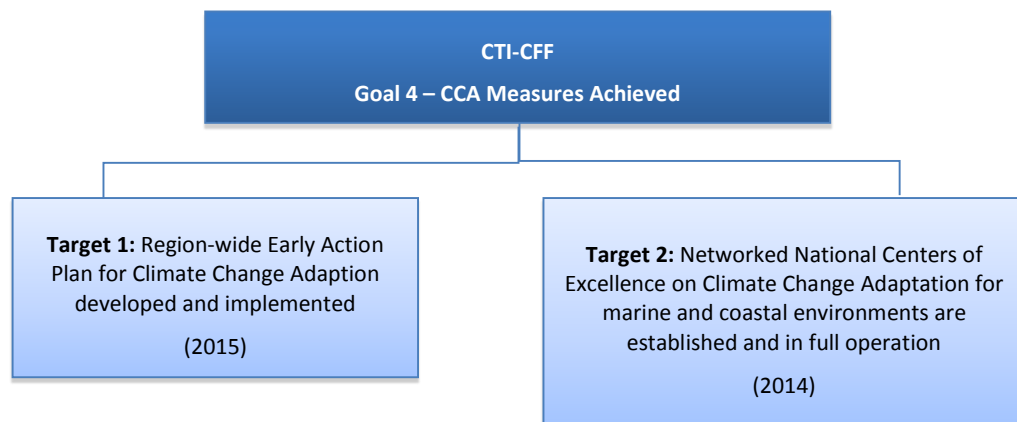 CTI-CFF
Goal 4 – CCA Measures Achieved
Target 1: Region-wide Early Action
Plan for Climate Change Adaption
developed and implemented
(2015)
Target 2: Networked National Centers of
Excellence on Climate Change Adaptation for
marine and coastal environments are
established and in full operation
(2014)